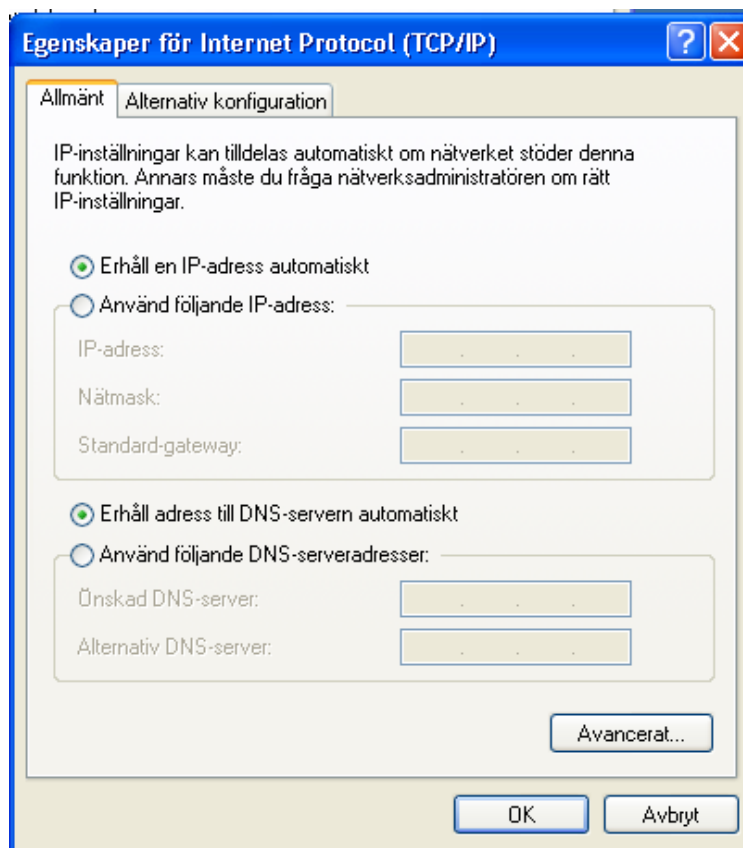 Egenskaper för Internet Protocol (TCP/IP)
Allmänt
Alternativ konfiguration
IP-inställningar kan tilldelas automatiskt om nätverket stöder denna
funktion. Annars måste du fråga nätverksadministratören om rätt
IP-inställningar.
Erhåll en IP-adress automatiskt
Använd följande IP-adress:
IP-adress:
Nätmask:
Standard-gateway:
Erhåll adress till DNS-servern automatiskt
Använd följande DNS-serveradresser:
Önskad DNS-server:
Alternativ DNS-server:
Avancerat...
OK
Avbryt